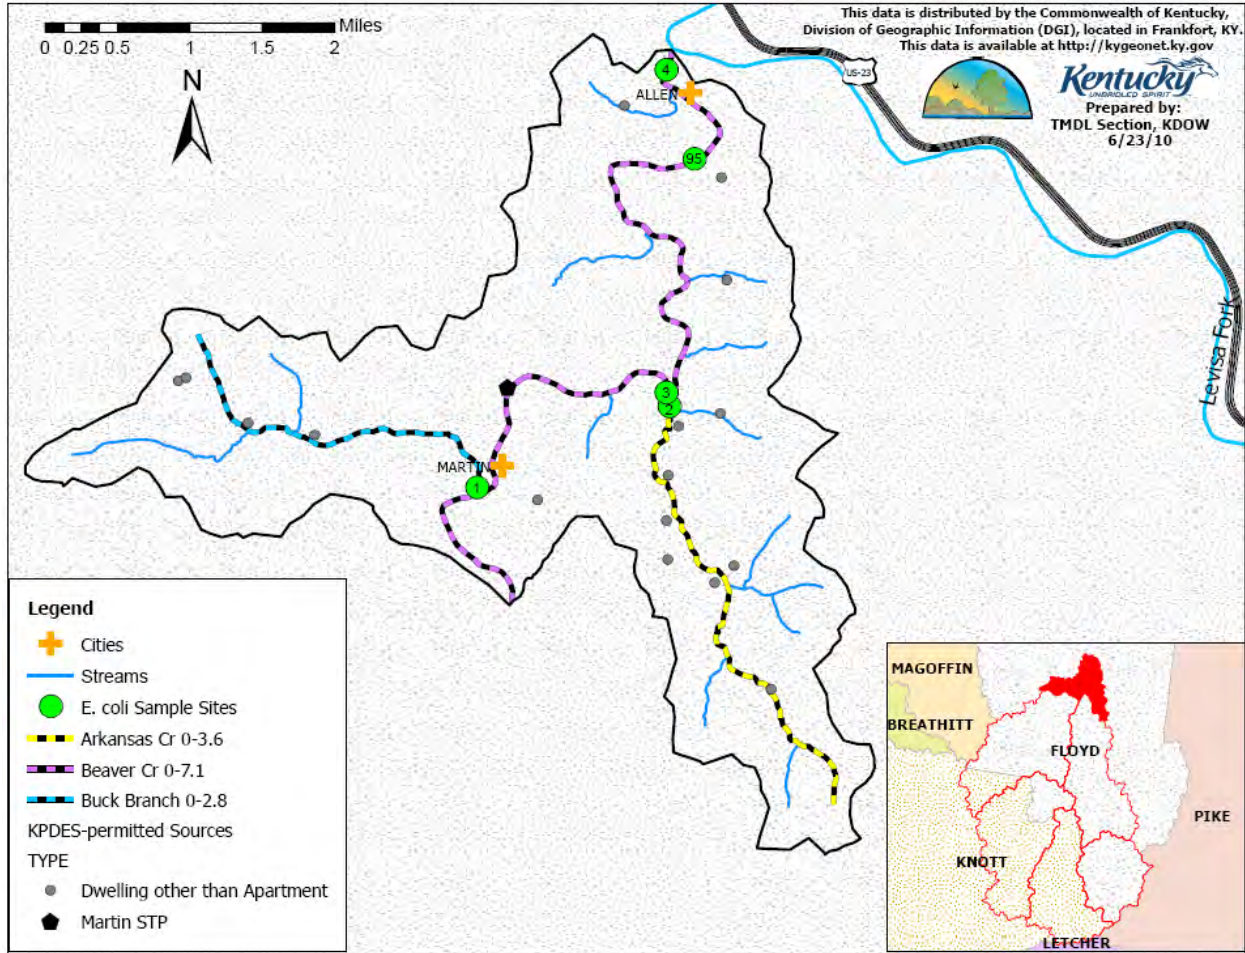 0 0.25 0.5 1 1.5 2 Miles
N
This data is distributed by the Commonwealth of Kentucky,
Division of Geographic Information (DGI), located in Frankfort, KY.
This data is available at http://kygeonet.ky.gov
US-23
Kentucky
UNBRIDLED SPIRIT
Prepared by:
TMDL Section, KDOW
6/23/10
4
ALLEN
95
Levisa Fork
3
2
MARTIN
1
Legend
Cities
Streams
E. coli Sample Sites
Arkansas Cr 0-3.6
Beaver Cr 0-7.1
Buck Branch 0-2.8
KPDES-permitted Sources
TYPE
Dwelling other than Apartment
Martin STP
MAGOFFIN
BREATHITT
FLOYD
PIKE
KNOTT
LETCHER